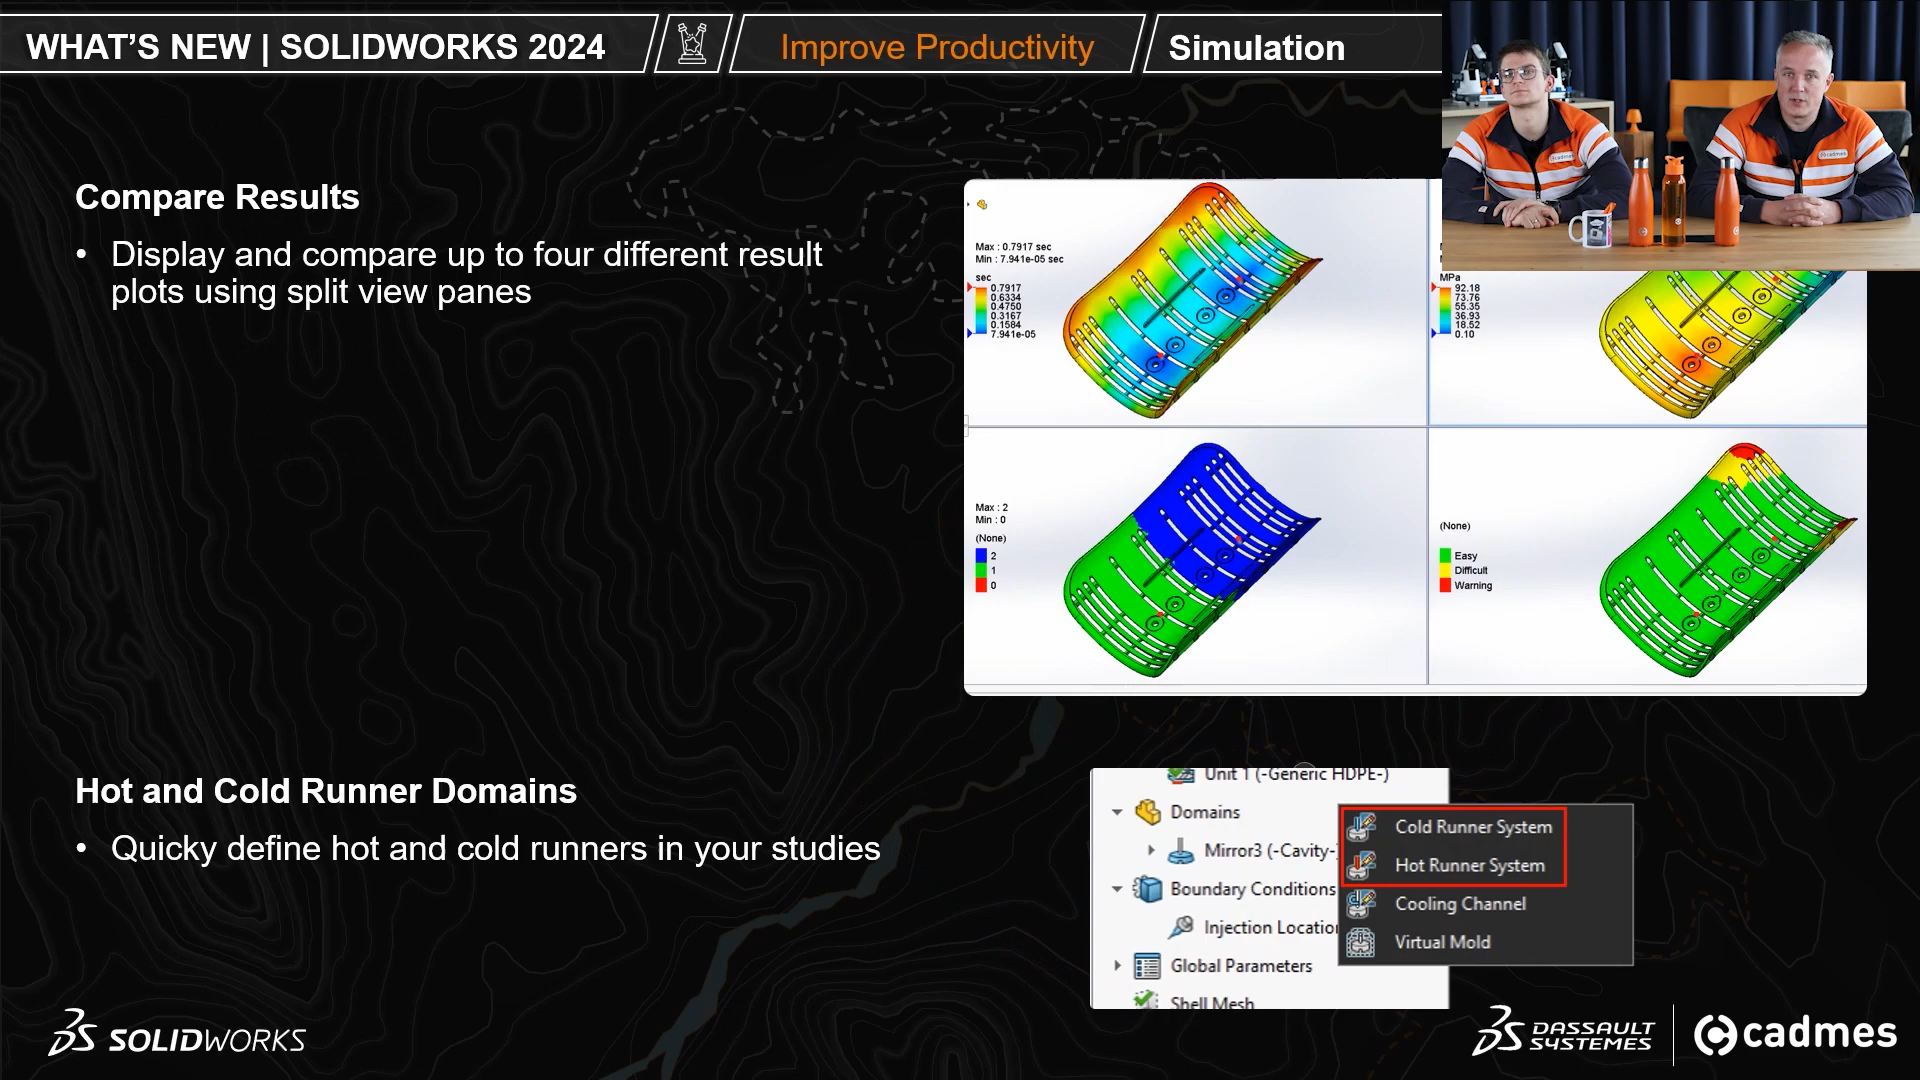 WHAT'S NEW | SOLIDWORKS 2024
Improve Productivity
Simulation
cadmes
cadmes
Compare Results
• Display and compare up to four different result
plots using split view panes
Max : 0.7917 sec
Min : 7.941e-05 sec
sec
0.7917
0.6334
0.4750
0.3167
0.1584
7.941e-05
MPa
92.18
73.76
55.35
36.93
18.52
0.10
Max : 2
Min : 0
(None)
2
1
0
(None)
Easy
Difficult
Warning
Hot and Cold Runner Domains
• Quicky define hot and cold runners in your studies
Unit 1 (-Generic HDPE-)
Domains
Mirror3 (-Cavity-)
Boundary Conditions
Injection Location
Global Parameters
Shell Mesh
Cold Runner System
Hot Runner System
Cooling Channel
Virtual Mold
SOLIDWORKS
DASSAULT
SYSTEMES
cadmes